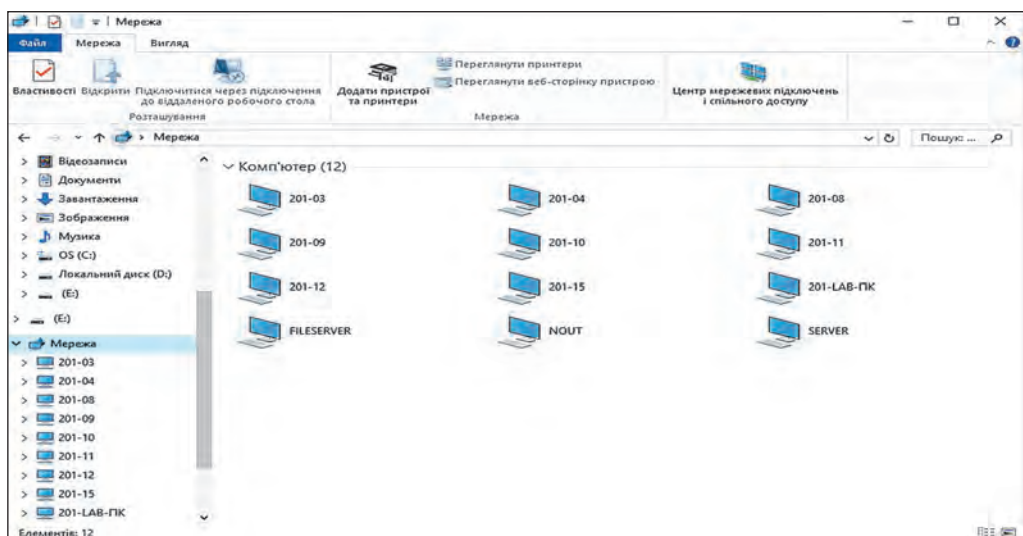 Мережа
Файл Мережа Вигляд
Переглянути принтери
Переглянути веб-сторінку пристрою
Властивості Відкрити Підключитися через підключення до віддаленого робочого стола
Додати пристрої та принтери
Центр мережевих підключень і спільного доступу
Розташування Мережа
Мережа Пошук: ...
Відеозаписи
Документи
Завантаження
Зображення
Музика
OS (C:)
Локальний диск (D:)
(E:)
(E:)
Мережа
201-03
201-04
201-08
201-09
201-10
201-11
201-12
201-15
201-LAB-ПК
Комп'ютер (12)
201-03 201-04 201-08
201-09 201-10 201-11
201-12 201-15 201-LAB-ПК
FILESERVER NOUT SERVER
Елементів: 12